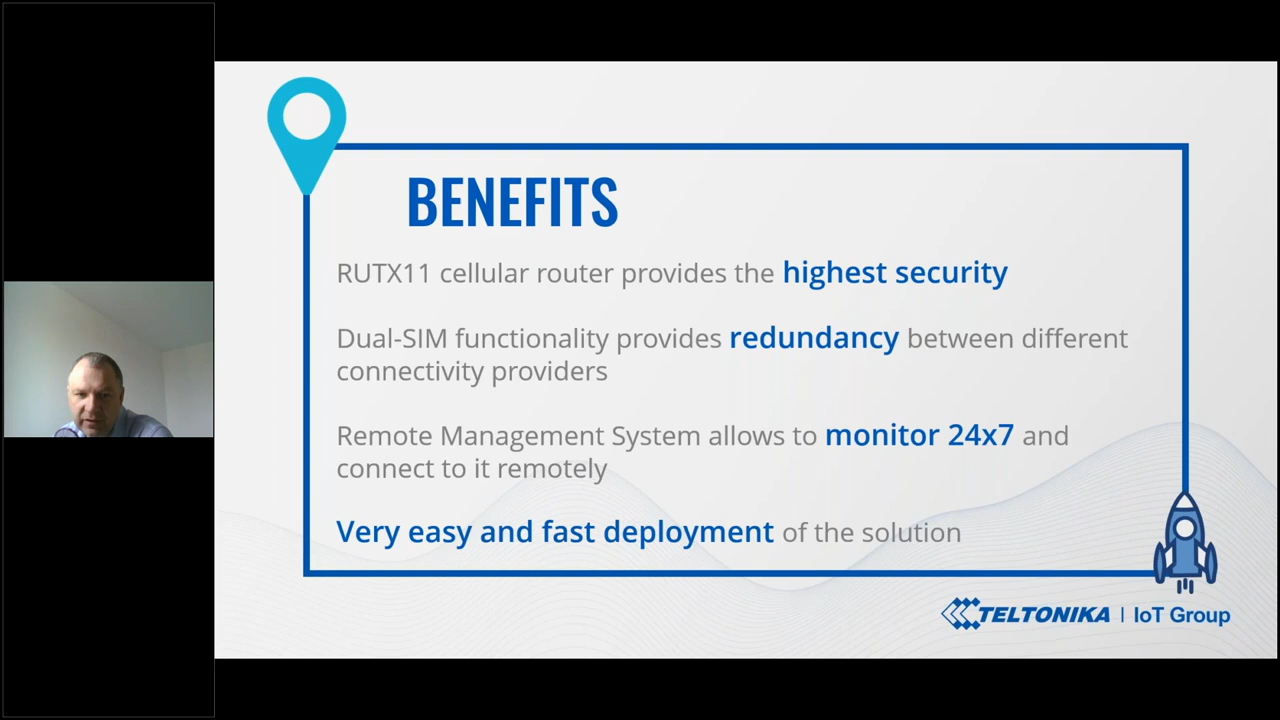 BENEFITS
RUTX11 cellular router provides the highest security
Dual-SIM functionality provides redundancy between different
connectivity providers
Remote Management System allows to monitor 24x7 and
connect to it remotely
Very easy and fast deployment of the solution
TELTONIKA | IoT Group